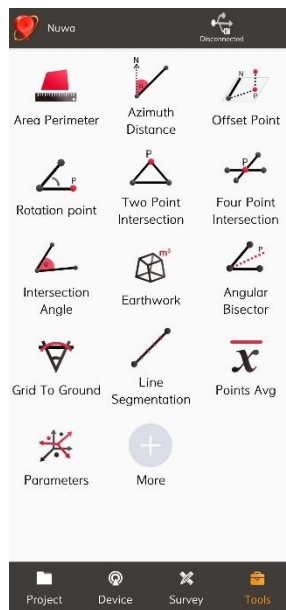 Nuwa
Disconnected
Area Perimeter
Azimuth
Distance
Offset Point
Rotation point
Two Point
Intersection
Four Point
Intersection
Intersection
Angle
Earthwork
Angular
Bisector
Grid To Ground
Line
Segmentation
Points Avg
Parameters
More
Project
Device
Survey
Tools